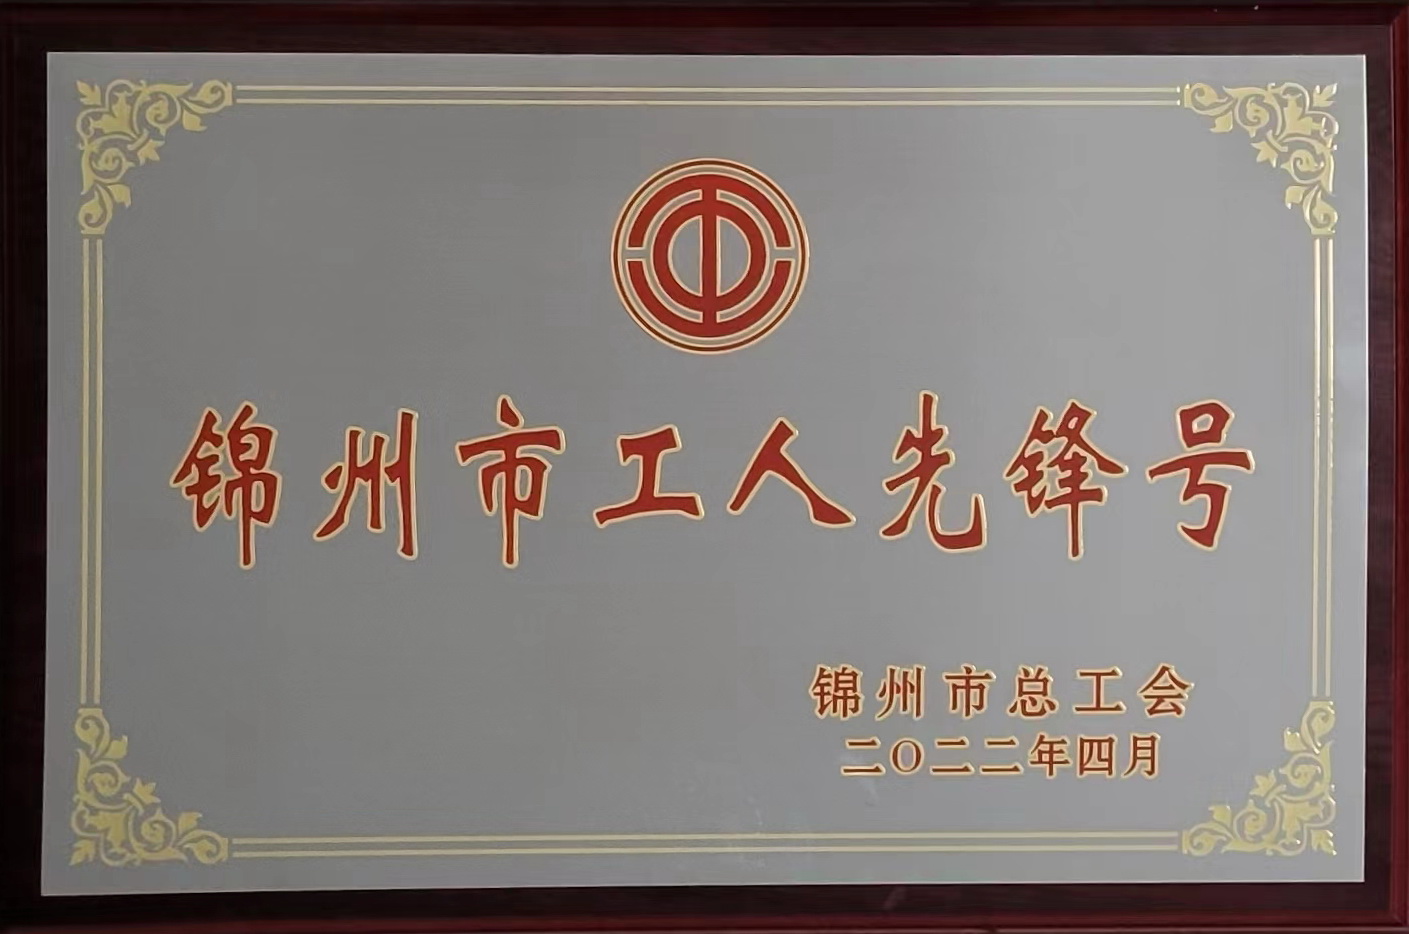 锦州市工人先锋号
锦州市总工会
二〇二二年四月